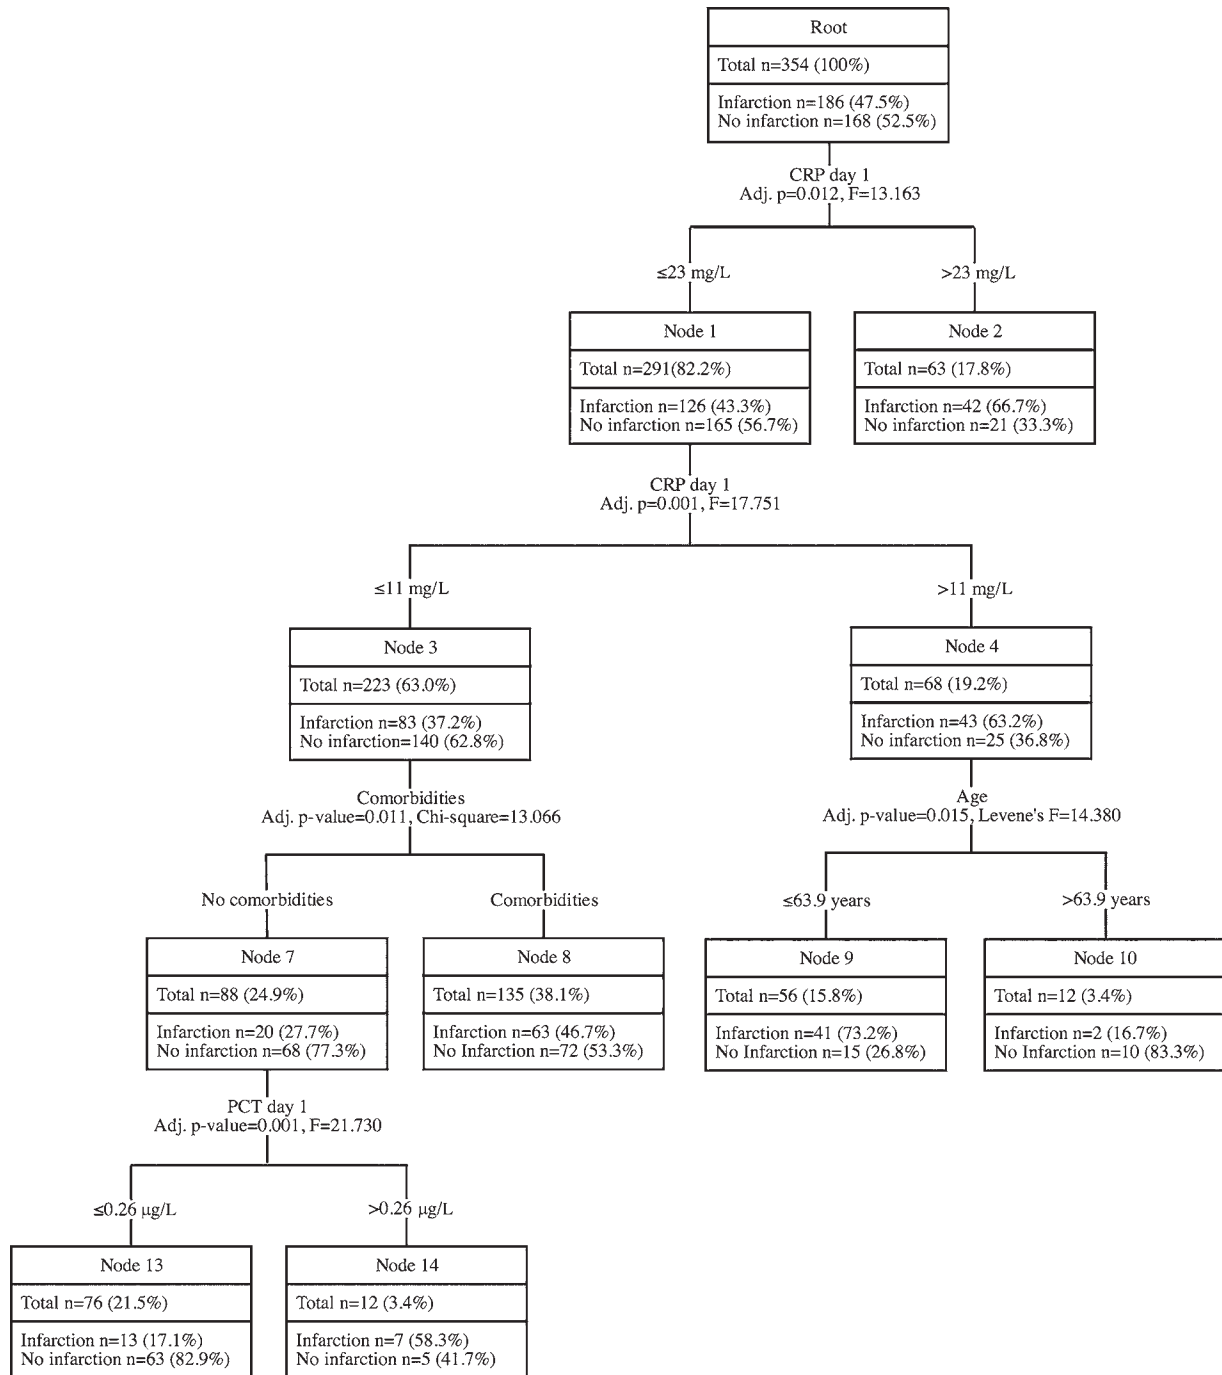 Root
Total n=354 (100%)
Infarction n=186 (47.5%)
No infarction n=168 (52.5%)
CRP day 1
Adj. p=0.012, F=13.163
≤23 mg/L
>23 mg/L
Node 1
Total n=291(82.2%)
Infarction n=126 (43.3%)
No infarction n=165 (56.7%)
Node 2
Total n=63 (17.8%)
Infarction n=42 (66.7%)
No infarction n=21 (33.3%)
CRP day 1
Adj. p=0.001, F=17.751
≤11 mg/L
>11 mg/L
Node 3
Total n=223 (63.0%)
Infarction n=83 (37.2%)
No infarction=140 (62.8%)
Node 4
Total n=68 (19.2%)
Infarction n=43 (63.2%)
No infarction n=25 (36.8%)
Comorbidities
Adj. p-value=0.011, Chi-square=13.066
Age
Adj. p-value=0.015, Levene's F=14.380
No comorbidities
Comorbidities
≤63.9 years
>63.9 years
Node 7
Total n=88 (24.9%)
Infarction n=20 (27.7%)
No infarction n=68 (77.3%)
Node 8
Total n=135 (38.1%)
Infarction n=63 (46.7%)
No Infarction n=72 (53.3%)
Node 9
Total n=56 (15.8%)
Infarction n=41 (73.2%)
No Infarction n=15 (26.8%)
Node 10
Total n=12 (3.4%)
Infarction n=2 (16.7%)
No Infarction n=10 (83.3%)
PCT day 1
Adj. p-value=0.001, F=21.730
≤0.26 µg/L
>0.26 µg/L
Node 13
Total n=76 (21.5%)
Infarction n=13 (17.1%)
No infarction n=63 (82.9%)
Node 14
Total n=12 (3.4%)
Infarction n=7 (58.3%)
No infarction n=5 (41.7%)